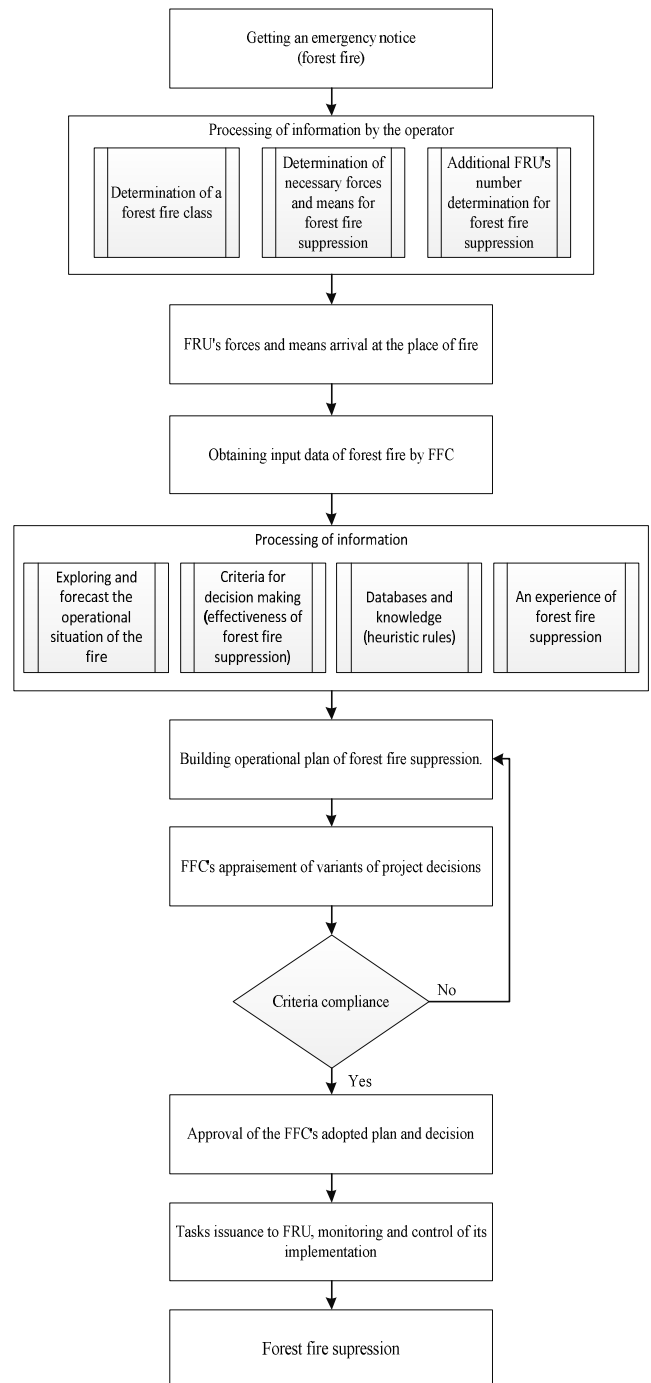 Getting an emergency notice
(forest fire)
Processing of information by the operator
Determination of a
forest fire class
Determination of
necessary forces
and means for
forest fire
suppression
Additional FRU's
number
determination for
forest fire
suppression
FRU's forces and means arrival at the place of fire
Obtaining input data of forest fire by FFC
Processing of information
Exploring and
forecast the
operational
situation of the
fire
Criteria for
decision making
(effectiveness of
forest fire
suppression)
Databases and
knowledge
(heuristic rules)
An experience of
forest fire
suppression
Building operational plan of forest fire suppression.
FFC's appraisement of variants of project decisions
Criteria compliance
No
Yes
Approval of the FFC's adopted plan and decision
Tasks issuance to FRU, monitoring and control of its
implementation
Forest fire supression